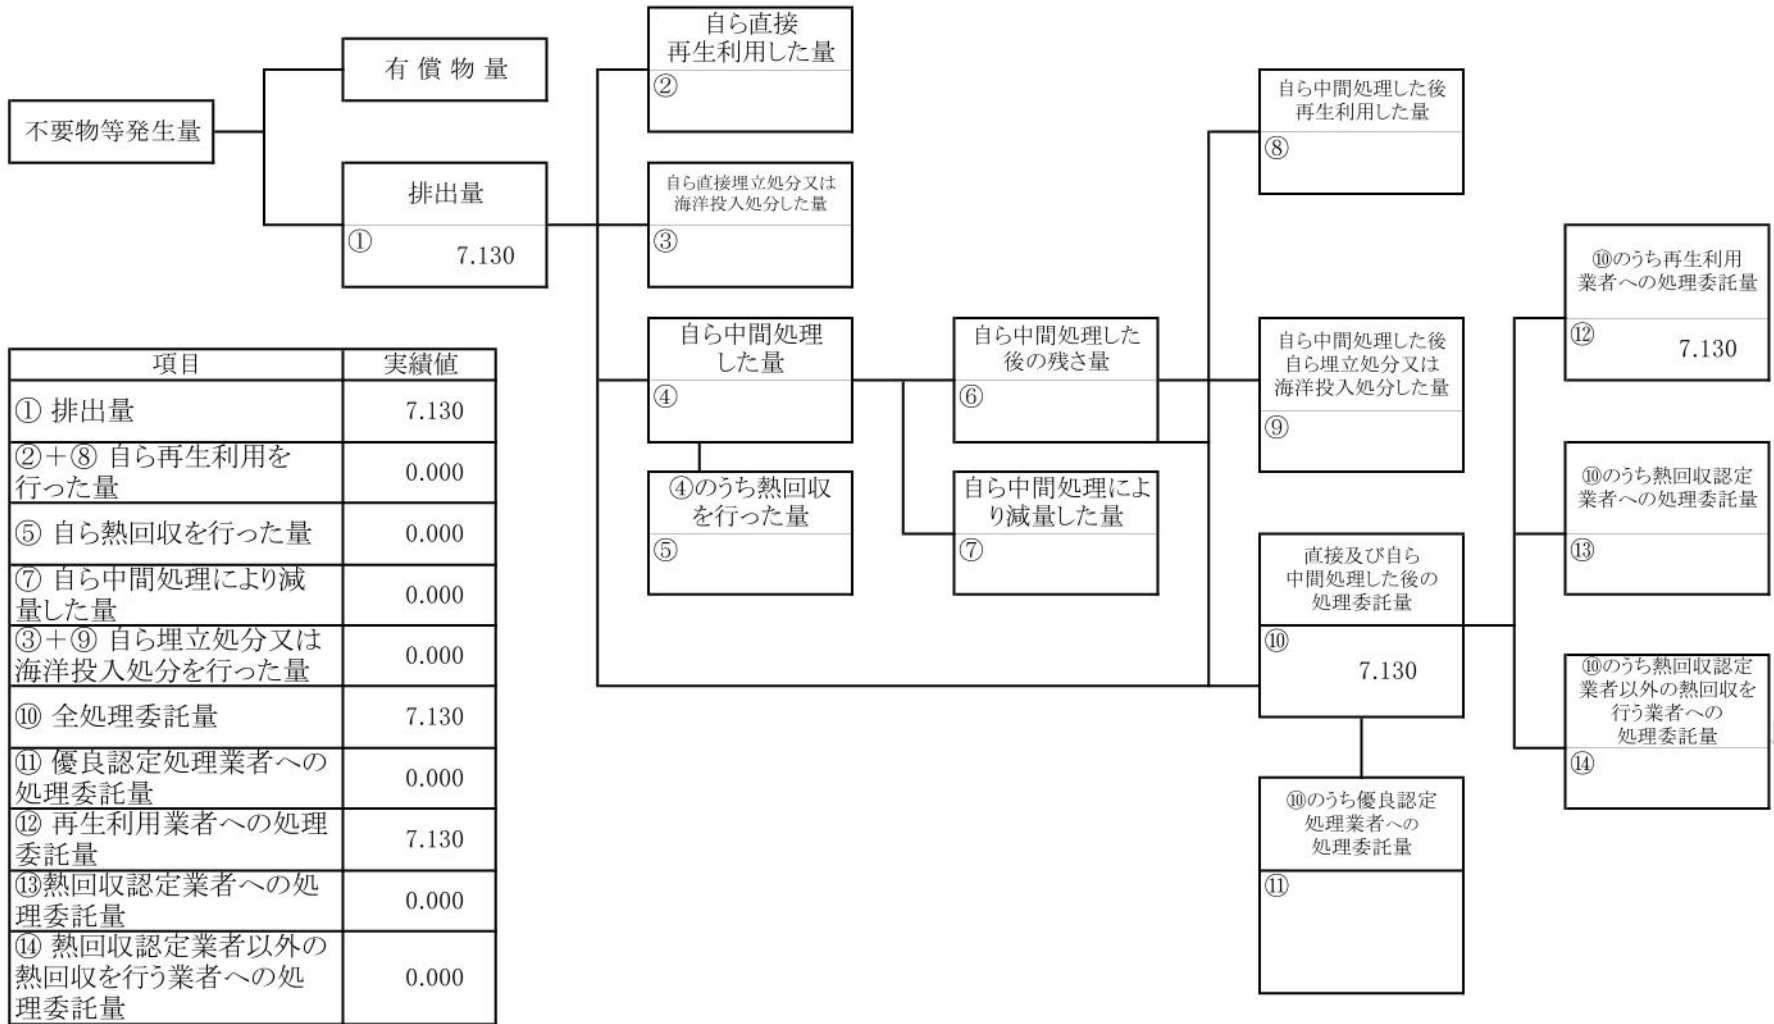 不要物等発生量
有償物量
排出量
①
7.130
自ら直接
再生利用した量
②
自ら直接埋立処分又は
海洋投入処分した量
③
自ら中間処理
した量
④
④のうち熱回収
を行った量
⑤
自ら中間処理した
後の残さ量
⑥
自ら中間処理によ
り減量した量
⑦
自ら中間処理した後
再生利用した量
⑧
自ら中間処理した後
自ら埋立処分又は
海洋投入処分した量
⑨
直接及び自ら
中間処理した後の
処理委託量
⑩
7.130
⑩のうち優良認定
処理業者への
処理委託量
⑪
⑩のうち再生利用
業者への処理委託量
⑫
7.130
⑩のうち熱回収認定
業者への処理委託量
⑬
⑩のうち熱回収認定
業者以外の熱回収を
行う業者への
処理委託量
⑭
項目 実績値
① 排出量 7.130
②+⑧ 自ら再生利用を
行った量 0.000
⑤ 自ら熱回収を行った量 0.000
⑦ 自ら中間処理により減
量した量 0.000
③+⑨ 自ら埋立処分又は
海洋投入処分を行った量 0.000
⑩ 全処理委託量 7.130
⑪ 優良認定処理業者への
処理委託量 0.000
⑫ 再生利用業者への処理
委託量 7.130
⑬熱回収認定業者への処
理委託量 0.000
⑭ 熱回収認定業者以外の
熱回収を行う業者への処
理委託量 0.000